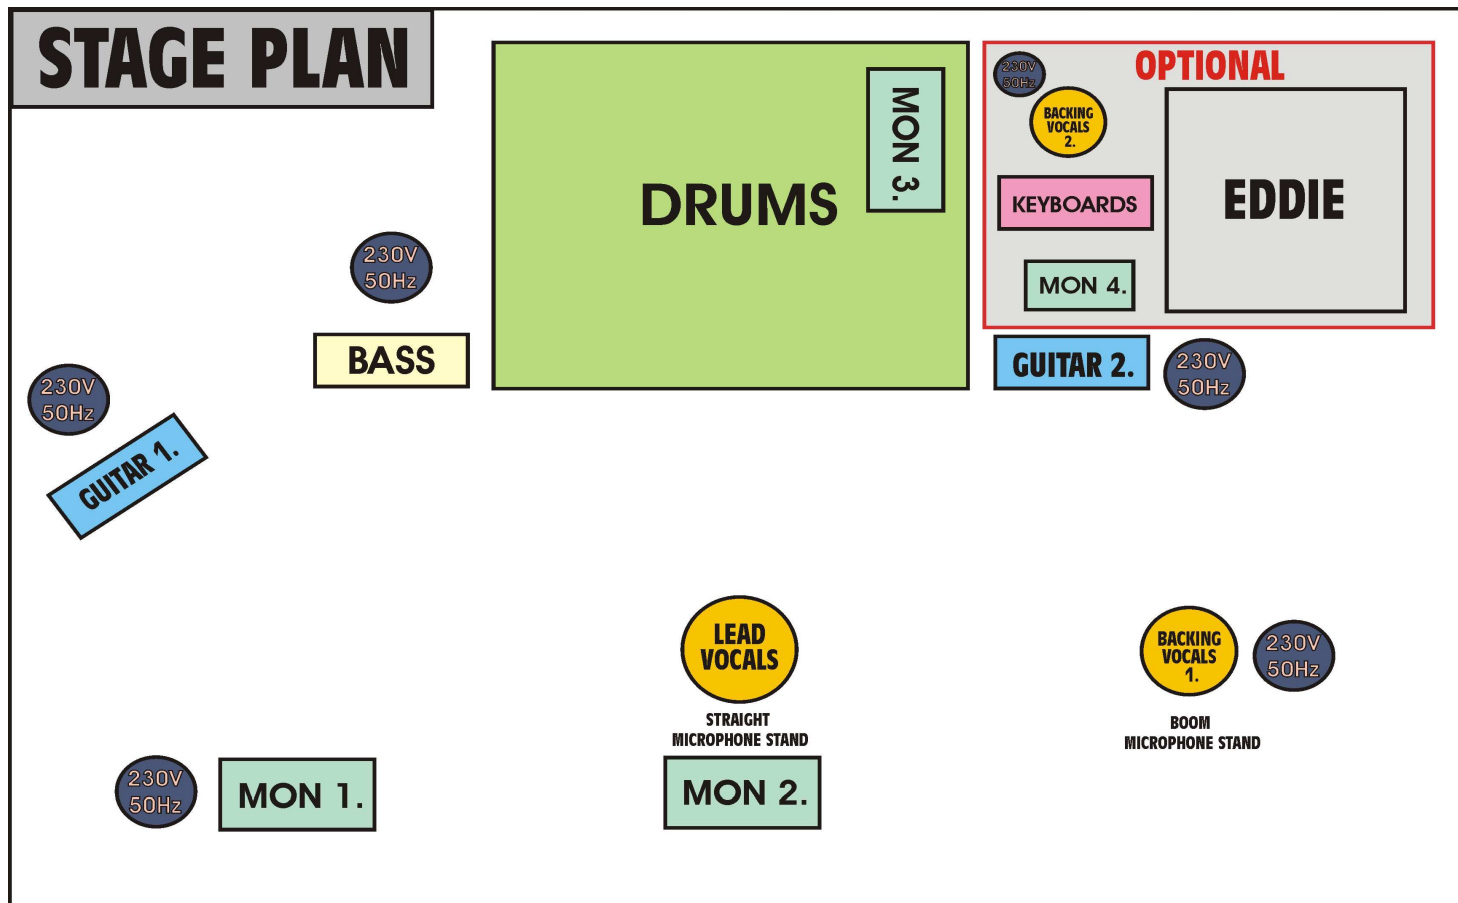 STAGE PLAN
OPTIONAL
230V
50Hz
BACKING
VOCALS
2.
MON 3.
DRUMS
KEYBOARDS
EDDIE
MON 4.
230V
50Hz
BASS
GUITAR 2.
230V
50Hz
230V
50Hz
GUITAR 1.
LEAD
VOCALS
STRAIGHT
MICROPHONE STAND
BACKING
VOCALS
1.
230V
50Hz
BOOM
MICROPHONE STAND
230V
50Hz
MON 1.
MON 2.